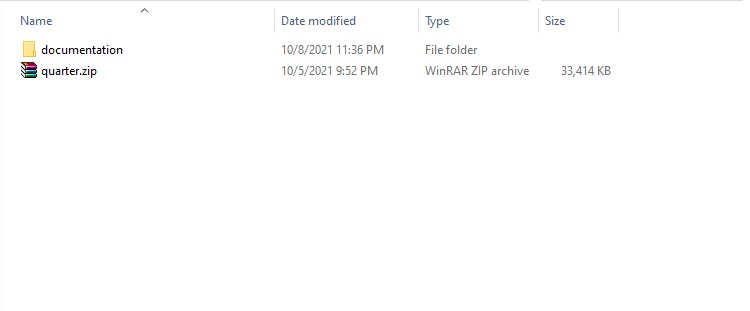 Name Date modified Type Size
documentation 10/8/2021 11:36 PM File folder
quarter.zip 10/5/2021 9:52 PM WinRAR ZIP archive 33,414 KB